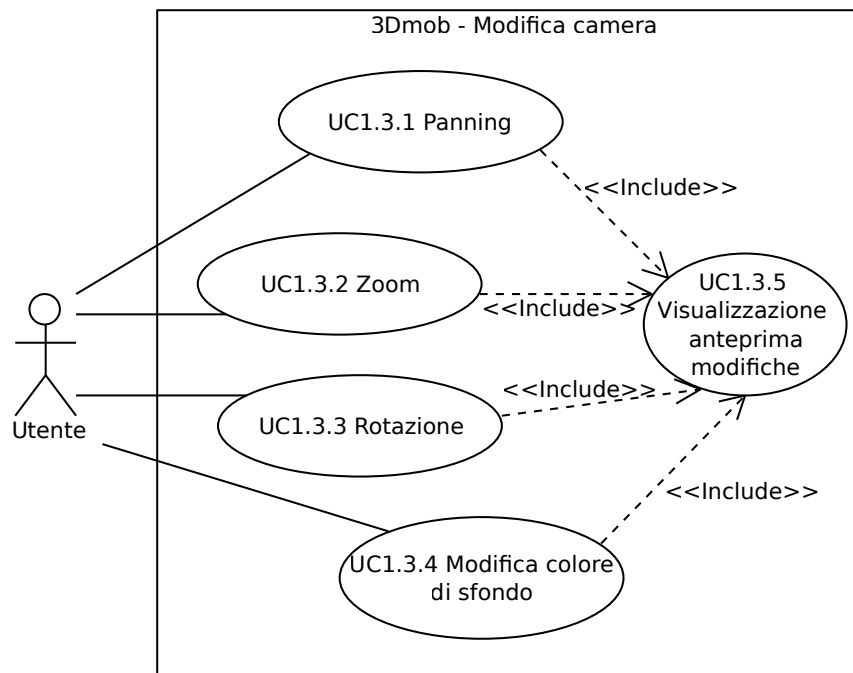 3Dmob - Modifica camera
UC1.3.1 Panning
<<Include>>
UC1.3.2 Zoom
<<Include>>
UC1.3.5
Visualizzazione
anteprima
modifiche
<<Include>>
UC1.3.3 Rotazione
Utente
<<Include>>
UC1.3.4 Modifica colore
di sfondo